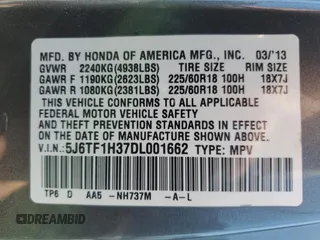 MFD. BY HONDA OF AMERICA MFG., INC. 03/'13
GVWR 2240KG(4938LBS) TIRE SIZE RIM SIZE
GAWR F 1190KG(2623LBS) 225/60R18 100H 18X7J
GAWR R 1080KG(2381LBS) 225/60R18 100H 18X7J
THIS VEHICLE CONFORMS TO ALL APPLICABLE
FEDERAL MOTOR VEHICLE SAFETY
STANDARDS IN EFFECT ON THE DATE OF
MANUFACTURE SHOWN ABOVE.
V.I.N.: 5J6TF1H37DL001662 TYPE: MPV
TP6 D AA5 -NH737M -A-L
DREAMBID